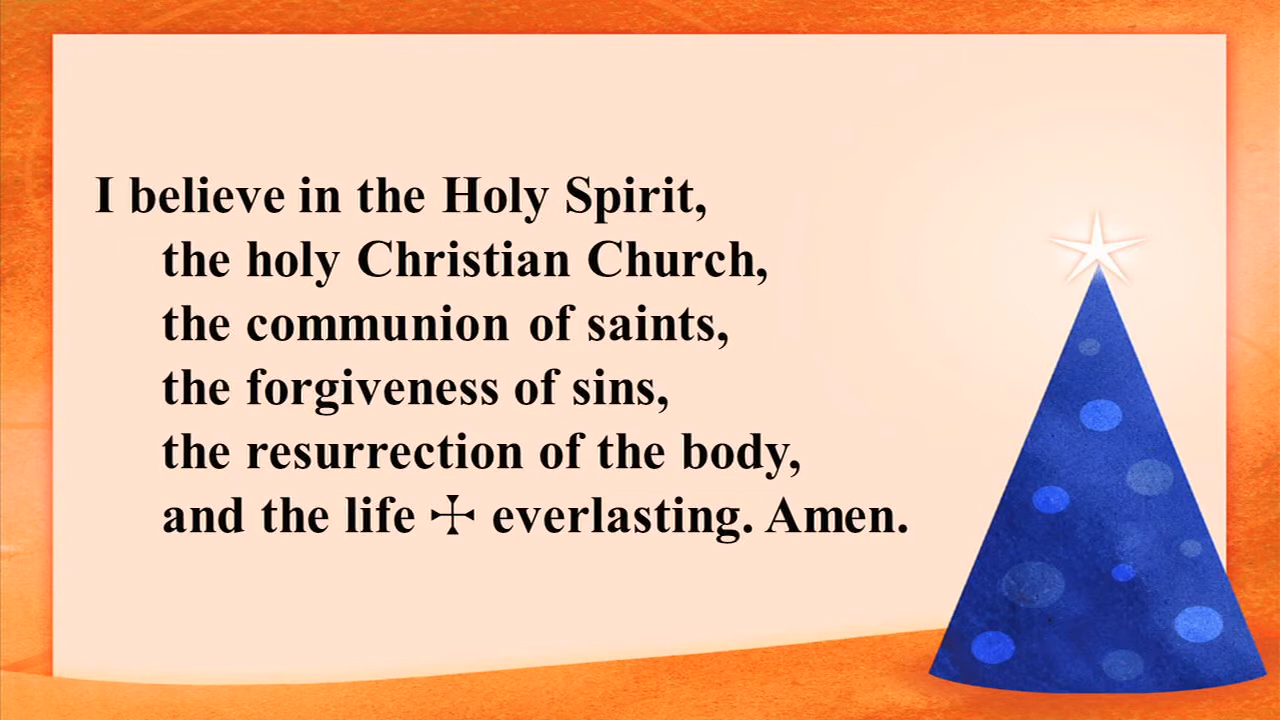 I believe in the Holy Spirit,
the holy Christian Church,
the communion of saints,
the forgiveness of sins,
the resurrection of the body,
and the life ☩ everlasting. Amen.